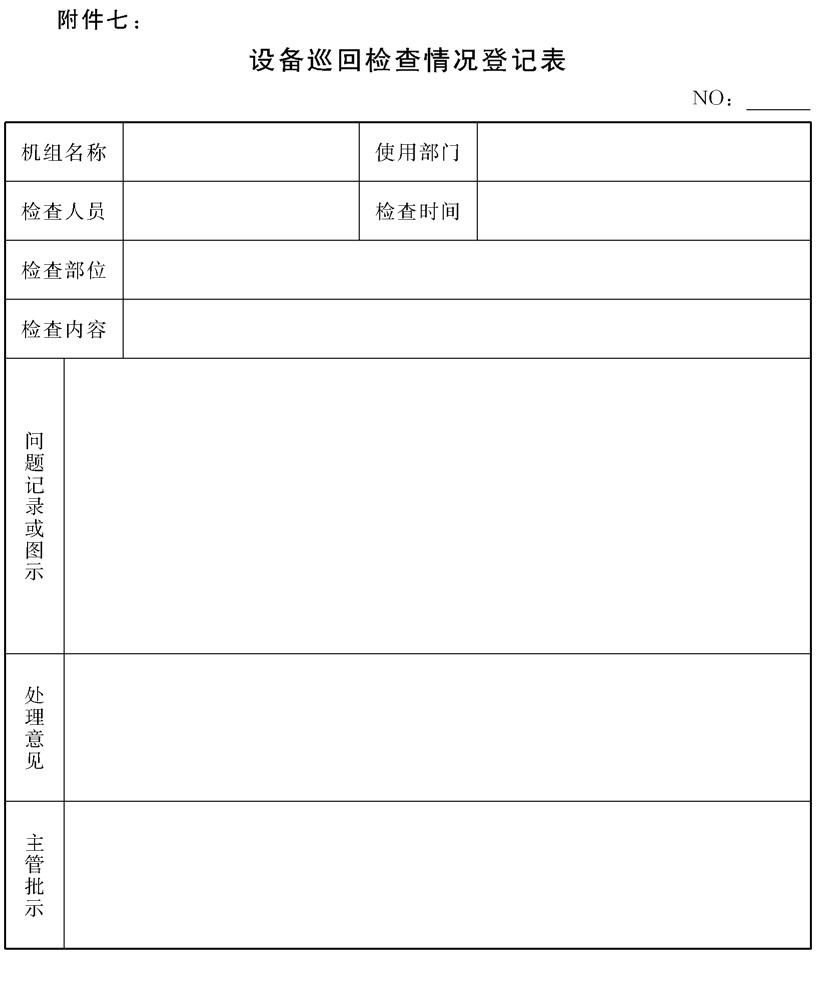 附件七：
设备巡回检查情况登记表
NO：______
机组名称 使用部门
检查人员 检查时间
检查部位
检查内容
问题记录或图示
处理意见
主管批示